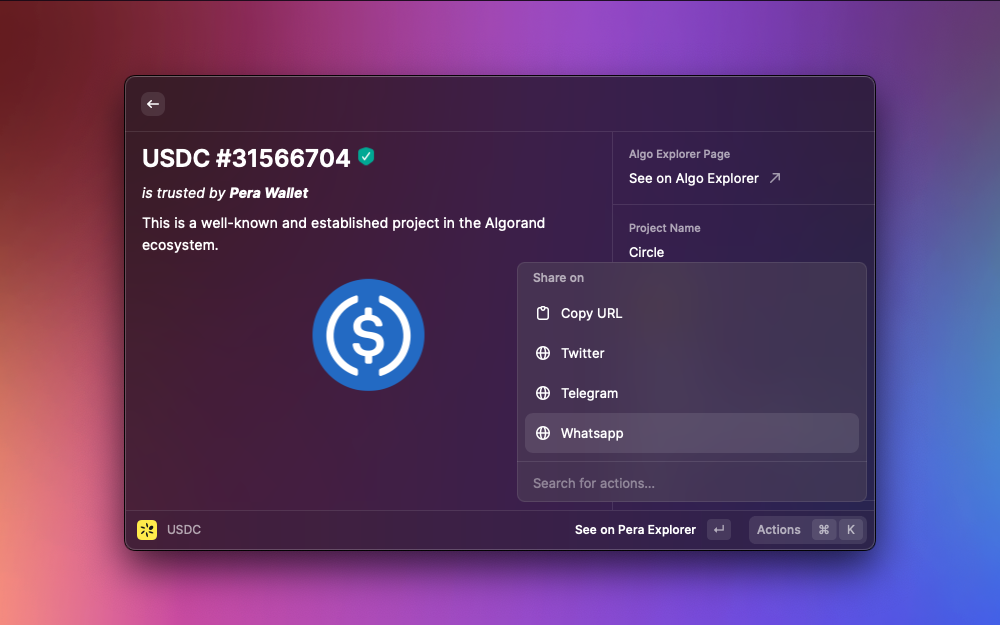 USDC #31566704
is trusted by Pera Wallet
This is a well-known and established project in the Algorand
ecosystem.
Algo Explorer Page
See on Algo Explorer
Project Name
Circle
Share on
Copy URL
Twitter
Telegram
Whatsapp
Search for actions...
USDC
See on Pera Explorer
Actions ⌘ K